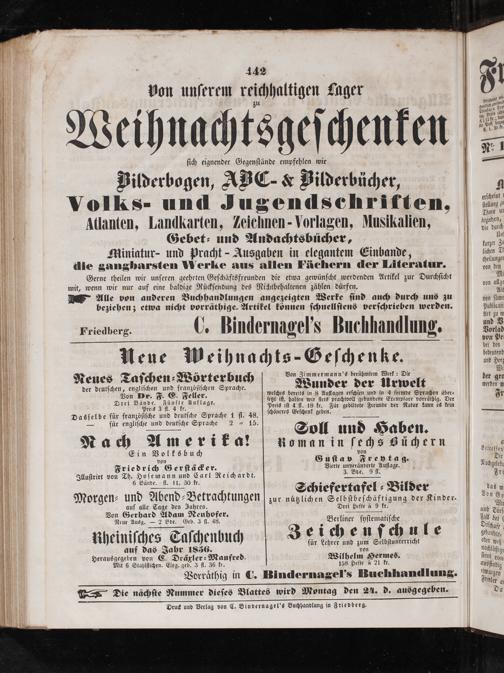 442
Von unserem reichhaltigen Lager
zu
Weihnachtsgeschenken
sich eignender Gegenstände empfehlen wir
Bilderbogen, ABC- & Bilderbücher,
Volks- und Jugendschriften,
Atlanten, Landkarten, Zeichnen-Vorlagen, Musikalien,
Gebet- und Andachtsbücher,
Miniatur- und Pracht-Ausgaben in elegantem Einbande,
die gangbarsten Werke aus allen Fächern der Literatur.
Gerne theilen wir unseren geehrten Geschäftsfreunden die etwa gewünscht werdenden Artikel zur Durchsicht
mit, wenn wir nur auf eine baldige Rücksendung des Nichtbehaltenen zählen dürfen.
Alle von anderen Buchhandlungen angezeigten Werke sind auch durch uns zu
beziehen; etwa nicht vorräthige Artikel können schnellstens verschrieben werden.
Friedberg. C. Bindernagel's Buchhandlung.
Neue Weihnachts-Geschenke.
Neues Taschen-Wörterbuch
der deutschen, englischen und französischen Sprache.
Von Dr. F. E. Feller.
Drei Bände. Fünfte Auflage.
Preis 3 fl. 4 kr.
Dasselbe für französische und deutsche Sprache 1 fl. 48.
— für englische und deutsche Sprache 2 " 15.
Nach Amerika!
Ein Volksbuch
von
Friedrich Gerstäcker.
Illustrirt von Th. Hosemann und Carl Reichardt.
6 Bände. fl. 11. 30 kr.
Morgen- und Abend-Betrachtungen
auf alle Tage des Jahres.
Von Gerhard Adam Neuhofer.
Neue Ausg. — 2 Bde. Geb. 3 fl. 48.
Rheinisches Taschenbuch
auf das Jahr 1856.
Herausgegeben von C. Dräxler-Manfred.
Mit 6 Stahlstichen. Eleg. geb. 3 fl. 36 kr.
Von Zimmermann's berühmtem Werk: Die
Wunder der Urwelt
welches bereits in 8 Auflagen erschien und in 4 fremde Sprachen über-
setzt ist, halten wir stets prachtvoll gebundene Exemplare vorräthig. Der
Preis ist 4 fl. 18 kr. Für gebildete Freunde der Natur kann es kein
schöneres Geschenk geben.
Soll und Haben.
Roman in sechs Büchern
von
Gustav Freytag.
Vierte unveränderte Auflage.
3. Bde. 9 fl.
Schiefertafel-Bilder
zur nützlichen Selbstbeschäftigung der Kinder.
Drei Hefte à 9 kr.
Berliner systematische
Zeichenschule
für Lehrer und zum Selbstunterricht
von
Wilhelm Hermes.
158 Hefte à 21 kr.
Vorräthig in C. Bindernagel's Buchhandlung.
Die nächste Nummer dieses Blattes wird Montag den 24. d. ausgegeben.
Druck und Verlag von C. Bindernagel's Buchhandlung in Friedberg.